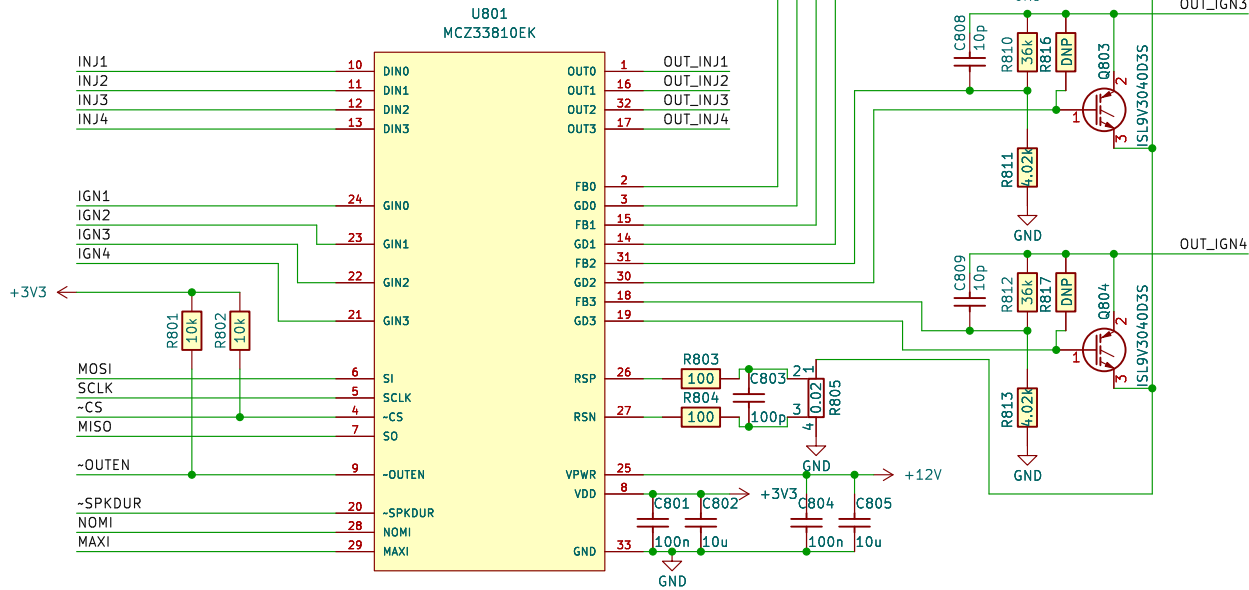 U801
MCZ33810EK
INJ1 10 DIN0
INJ2 11 DIN1
INJ3 12 DIN2
INJ4 13 DIN3
IGN1 24 GIN0
IGN2 23 GIN1
IGN3 22 GIN2
IGN4 21 GIN3
+3V3
R801 10k
R802 10k
MOSI 6 SI
SCLK 5 SCLK
~CS 4 ~CS
MISO 7 SO
~OUTEN 9 ~OUTEN
~SPKDUR 20 ~SPKDUR
NOMI 28 NOMI
MAXI 29 MAXI
OUT0 1 OUT_INJ1
OUT1 16 OUT_INJ2
OUT2 32 OUT_INJ3
OUT3 17 OUT_INJ4
FB0 2
GD0 3
FB1 15
GD1 14
FB2 31
GD2 30
FB3 18
GD3 19
RSP 26
RSN 27
VPWR 25 +12V
VDD 8 +3V3
GND 33
R803
100
R804
100
C803
100p
2 1
3
4
0.02
R805
GND
C801
100n
C802
10u
GND
C804
100n
C805
10u
OUT_IGN3
C808
10p
R810
36k
R816
DNP
Q803
ISL9V3040D3S
1
2
3
R811
4.02k
GND
OUT_IGN4
C809
10p
R812
36k
R817
DNP
Q804
ISL9V3040D3S
1
2
3
R813
4.02k
GND